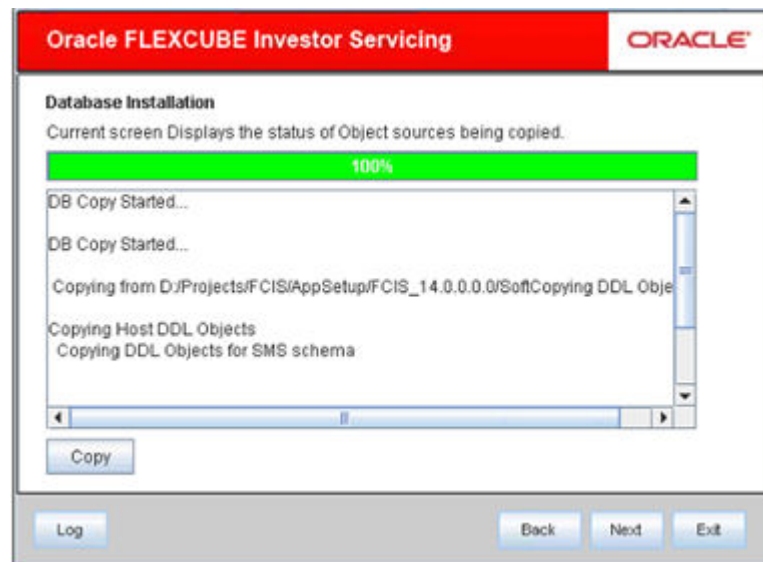 Oracle FLEXCUBE Investor Servicing
ORACLE
Database Installation
Current screen Displays the status of Object sources being copied.
100%
DB Copy Started...
DB Copy Started...
Copying from D:/Projects/FCIS/AppSetup/FCIS_14.0.0.0.0/SoftCopying DDL Obje
Copying Host DDL Objects
Copying DDL Objects for SMS schema
Copy
Log
Back
Next
Exit